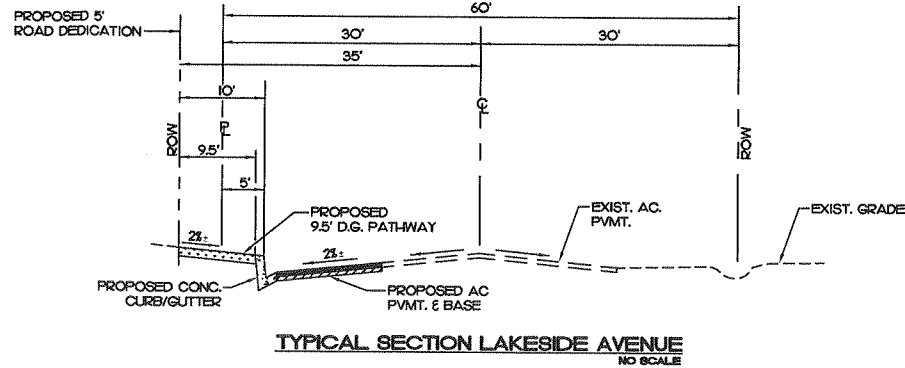 PROPOSED 5'
ROAD DEDICATION
60'
30'
30'
35'
10'
℄
PL
ROW
ROW
9.5'
5'
PROPOSED
9.5' D.G. PATHWAY
EXIST. AC.
PVMT.
EXIST. GRADE
2%±
2%±
PROPOSED CONC.
CURB/GUTTER
PROPOSED AC
PVMT. & BASE
TYPICAL SECTION LAKESIDE AVENUE
NO SCALE